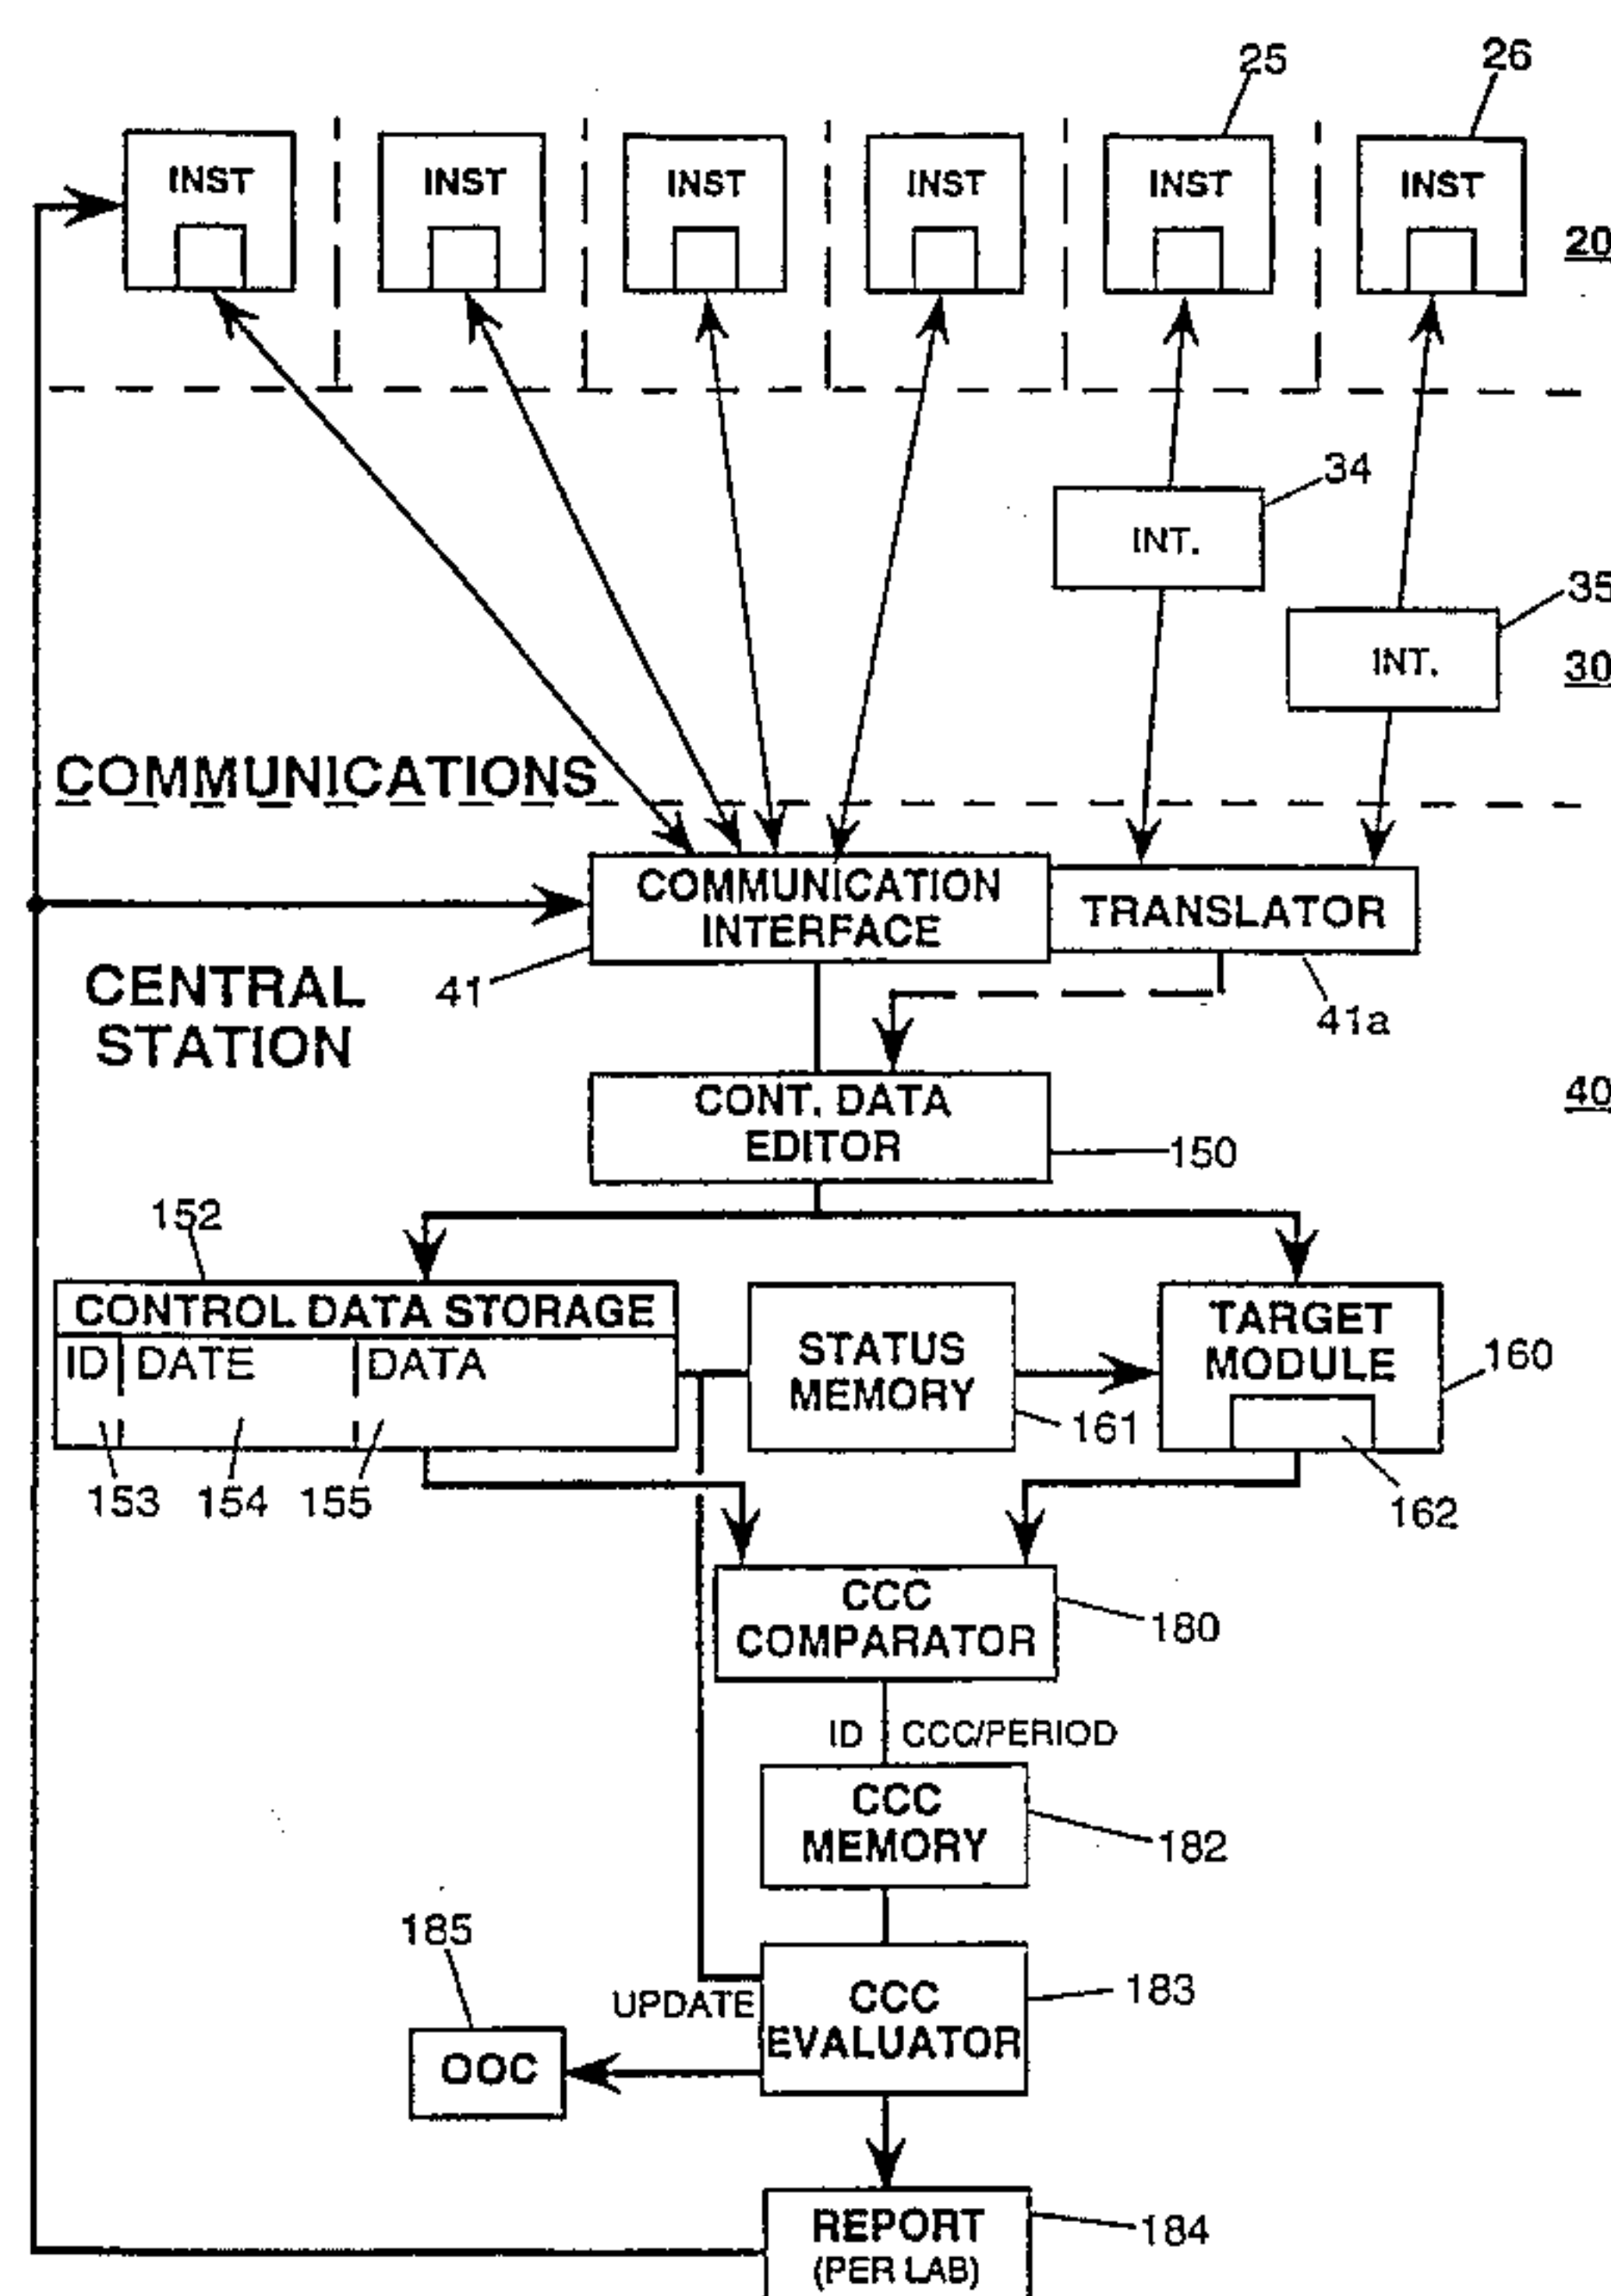 25
26
INST
INST
INST
INST
INST
INST
20
34
INT.
35
INT.
30
COMMUNICATIONS
COMMUNICATION
INTERFACE
TRANSLATOR
CENTRAL
STATION
41
41a
CONT. DATA
EDITOR
40
150
152
CONTROL DATA STORAGE
ID
DATE
DATA
STATUS
MEMORY
TARGET
MODULE
160
161
153
154
155
162
CCC
COMPARATOR
180
ID
CCC/PERIOD
CCC
MEMORY
182
185
UPDATE
CCC
EVALUATOR
183
OOC
REPORT
(PER LAB)
184